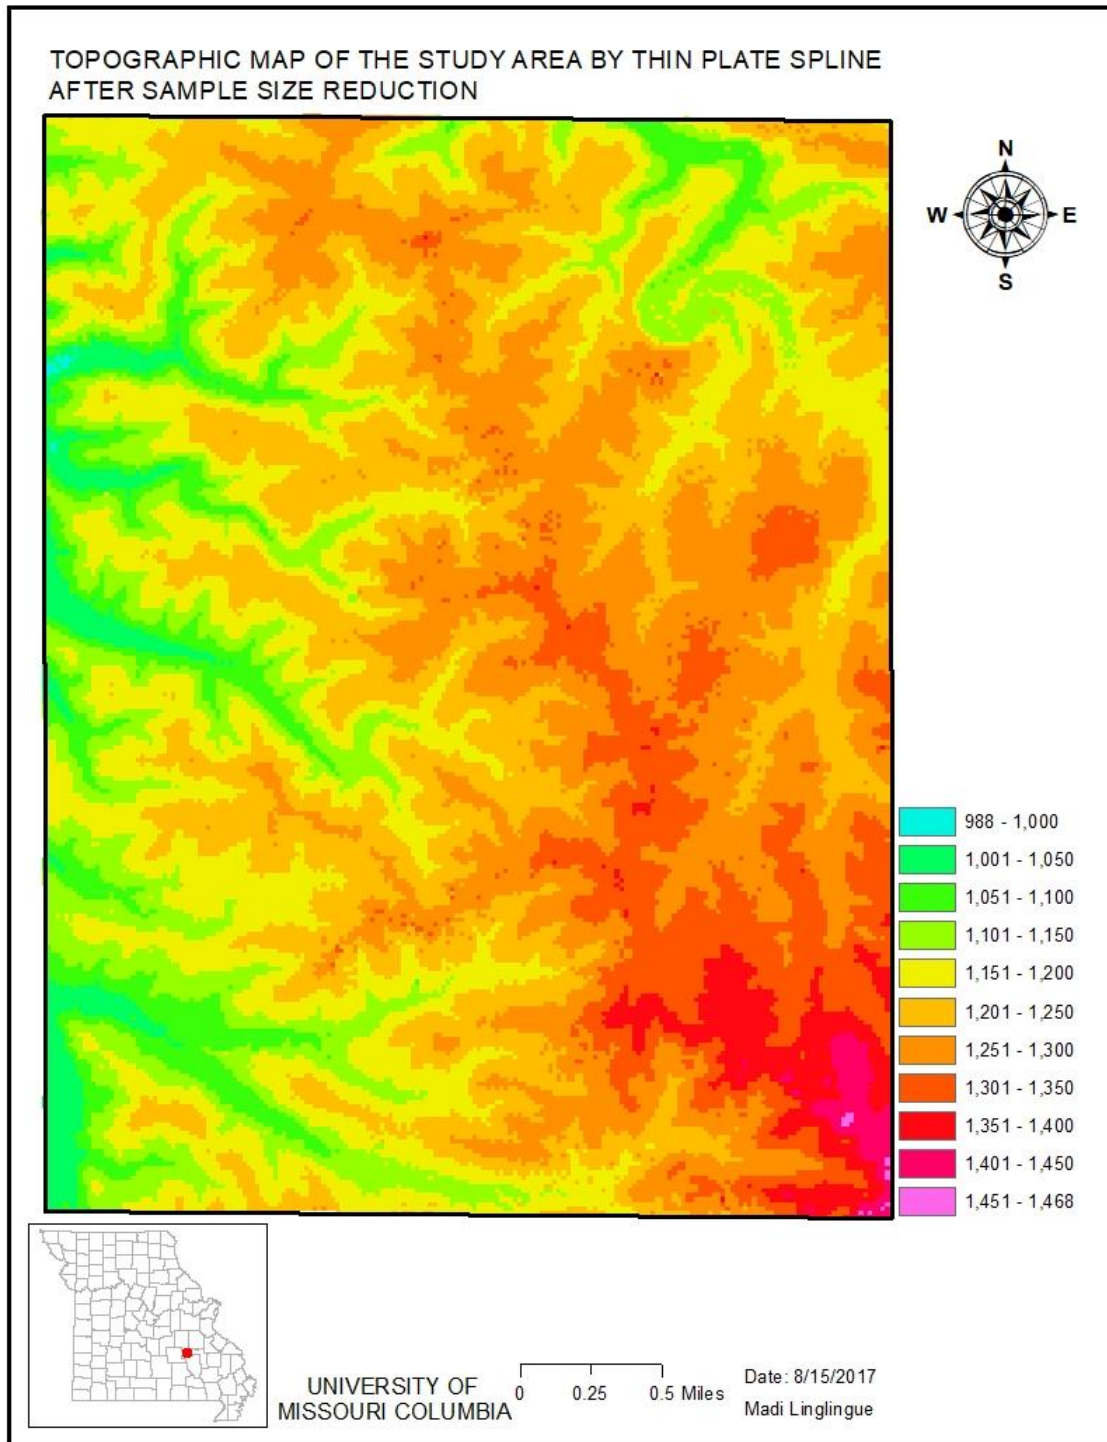 TOPOGRAPHIC MAP OF THE STUDY AREA BY THIN PLATE SPLINE
AFTER SAMPLE SIZE REDUCTION
N
W E
S
988 - 1,000
1,001 - 1,050
1,051 - 1,100
1,101 - 1,150
1,151 - 1,200
1,201 - 1,250
1,251 - 1,300
1,301 - 1,350
1,351 - 1,400
1,401 - 1,450
1,451 - 1,468
UNIVERSITY OF
MISSOURI COLUMBIA
0 0.25 0.5 Miles
Date: 8/15/2017
Madi Linglingue